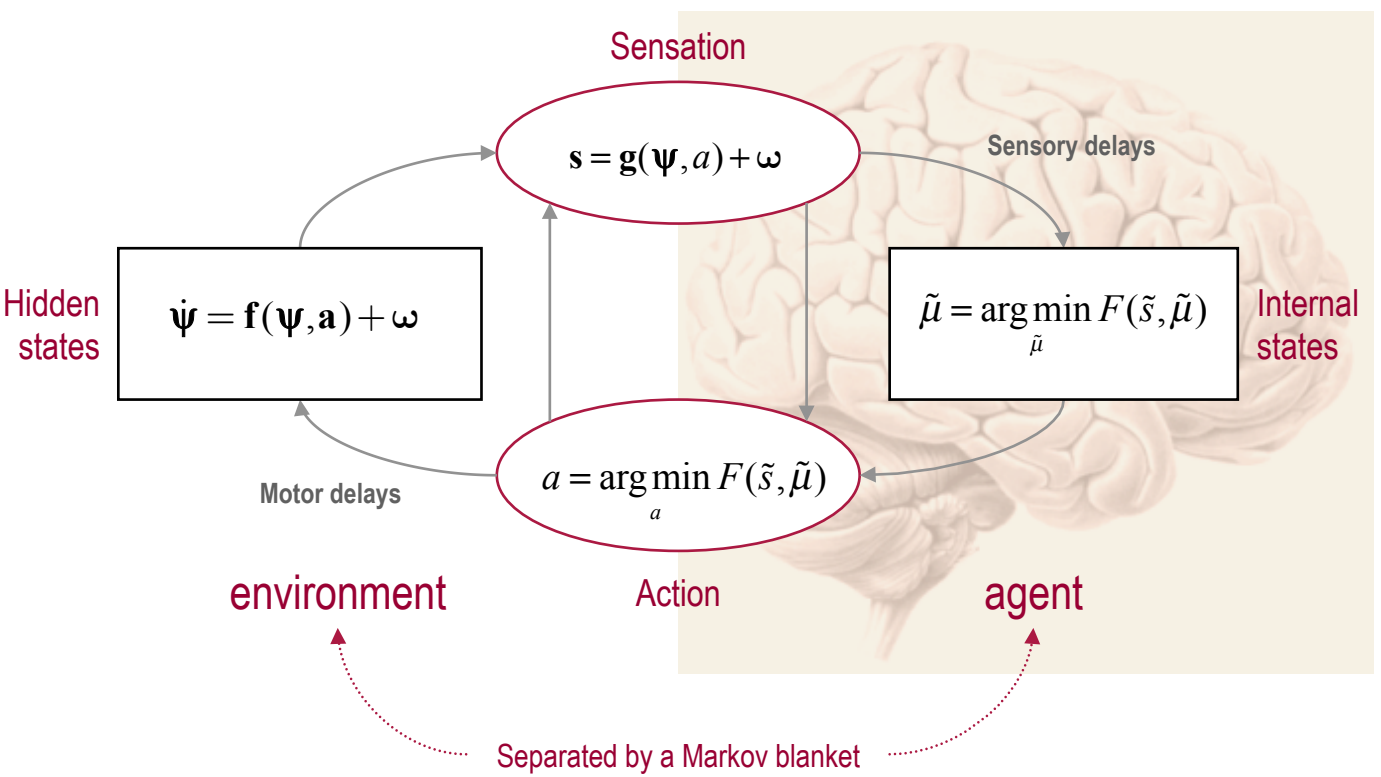 Sensation
s = g(ψ, a) + ω
Sensory delays
Hidden
states
ψ̇ = f(ψ, a) + ω
μ̃ = arg min F(s̃, μ̃)
μ̃
Internal
states
Motor delays
a = arg min F(s̃, μ̃)
a
environment
Action
agent
Separated by a Markov blanket